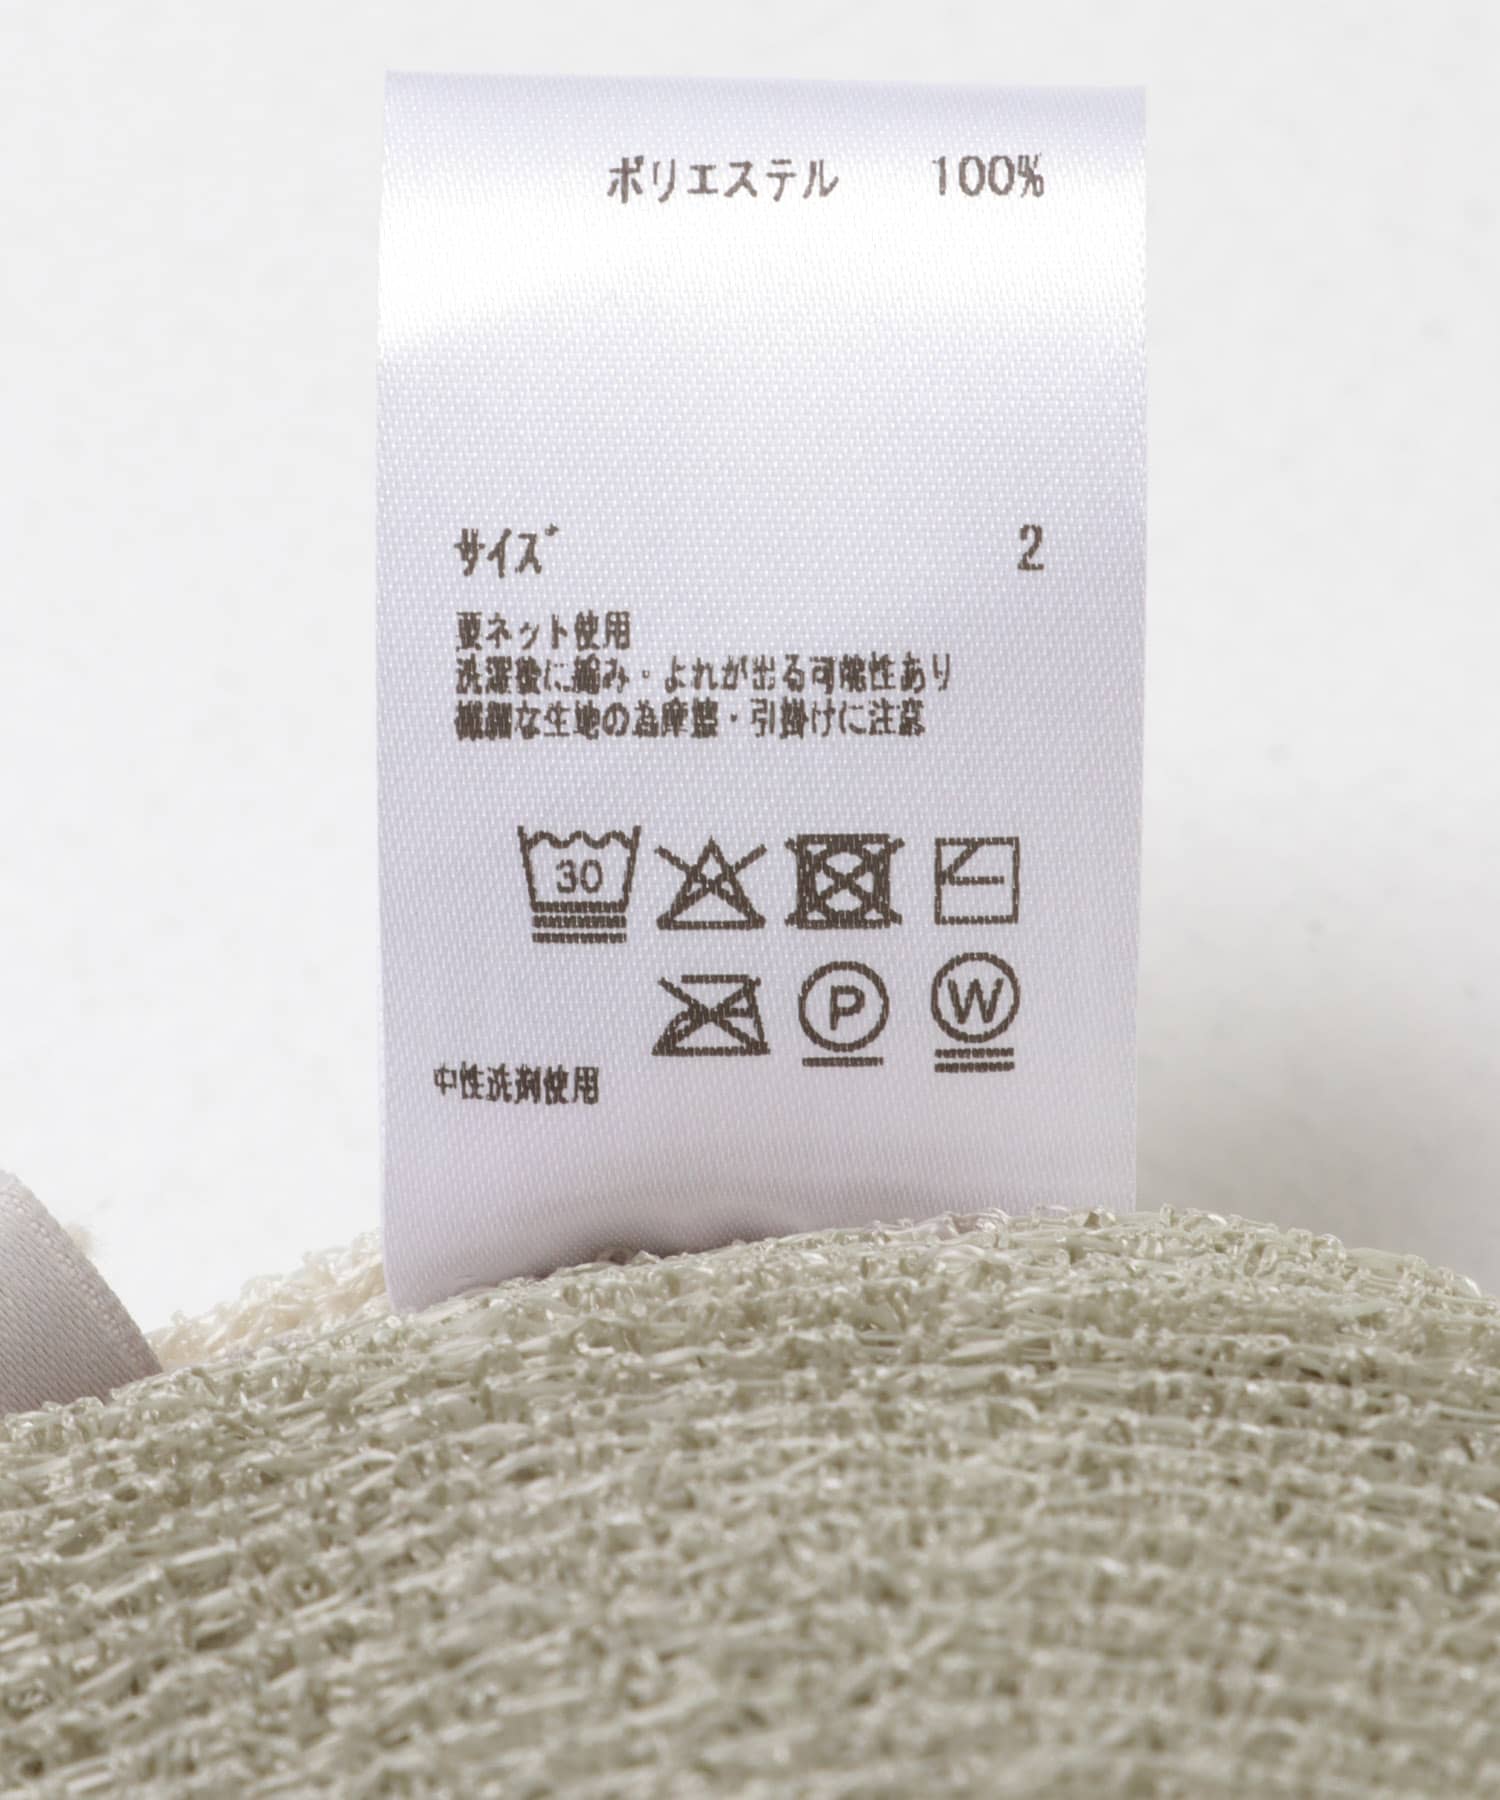 ポリエステル 100%
サイズ 2
要ネット使用
洗濯後に縮み・よれが出る可能性あり
繊細な生地の為摩擦・引掛けに注意
30
P W
中性洗剤使用